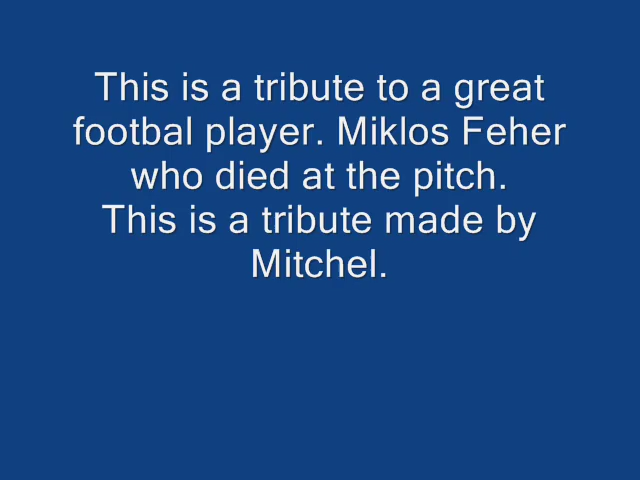 This is a tribute to a great
footbal player. Miklos Feher
who died at the pitch.
This is a tribute made by
Mitchel.